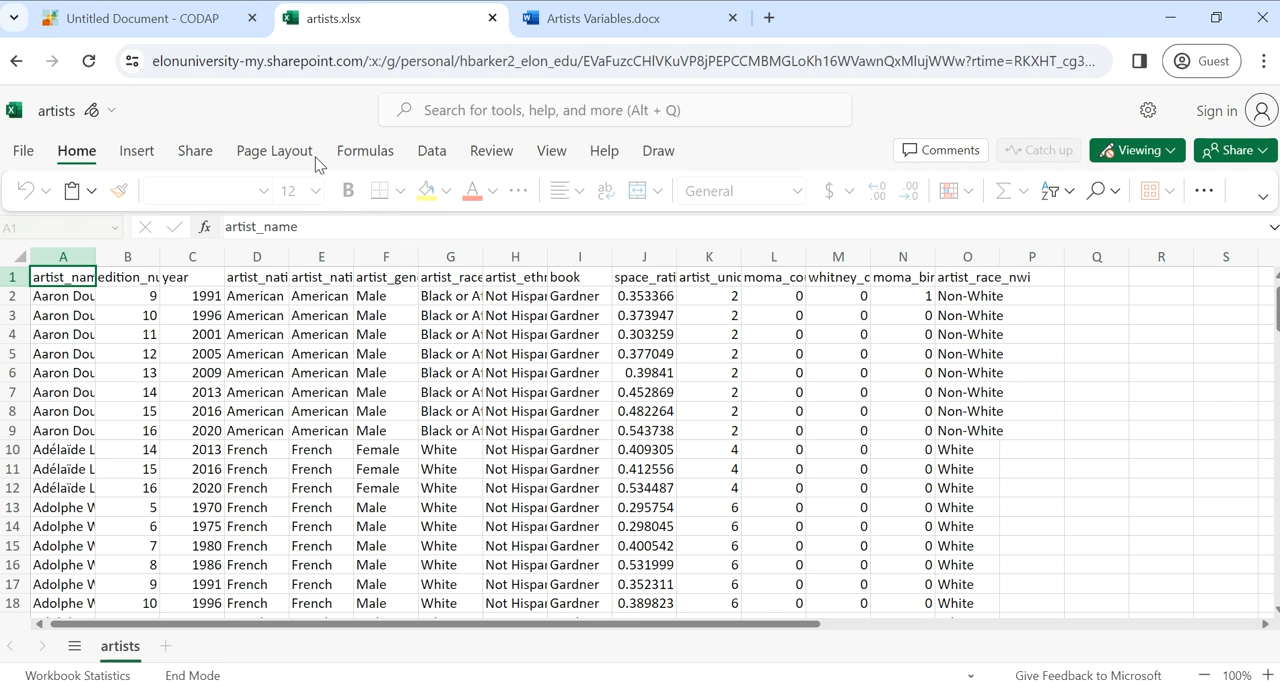 Untitled Document - CODAP artists.xlsx Artists Variables.docx
elonuniversity-my.sharepoint.com/:x:/g/personal/hbarker2_elon_edu/EVaFuzcCHlVKuVP8jPEPCCMBMGLoKh16WVawnQxMlujWWw?rtime=RKXHT_cg3... Guest
artists Search for tools, help, and more (Alt + Q) Sign in
File Home Insert Share Page Layout Formulas Data Review View Help Draw Comments Catch up Viewing Share
12 B A General $ .00
A1 fx artist_name
A B C D E F G H I J K L M N O P Q R S
1 artist_nam edition_nu year artist_nati artist_nati artist_gen artist_race artist_ethr book space_rati artist_unic moma_co whitney_c moma_bir artist_race_nwi
2 Aaron Dou 9 1991 American American Male Black or A Not Hispar Gardner 0.353366 2 0 0 1 Non-White
3 Aaron Dou 10 1996 American American Male Black or A Not Hispar Gardner 0.373947 2 0 0 0 Non-White
4 Aaron Dou 11 2001 American American Male Black or A Not Hispar Gardner 0.303259 2 0 0 0 Non-White
5 Aaron Dou 12 2005 American American Male Black or A Not Hispar Gardner 0.377049 2 0 0 0 Non-White
6 Aaron Dou 13 2009 American American Male Black or A Not Hispar Gardner 0.39841 2 0 0 0 Non-White
7 Aaron Dou 14 2013 American American Male Black or A Not Hispar Gardner 0.452869 2 0 0 0 Non-White
8 Aaron Dou 15 2016 American American Male Black or A Not Hispar Gardner 0.482264 2 0 0 0 Non-White
9 Aaron Dou 16 2020 American American Male Black or A Not Hispar Gardner 0.543738 2 0 0 0 Non-White
10 Adélaïde L 14 2013 French French Female White Not Hispar Gardner 0.409305 4 0 0 0 White
11 Adélaïde L 15 2016 French French Female White Not Hispar Gardner 0.412556 4 0 0 0 White
12 Adélaïde L 16 2020 French French Female White Not Hispar Gardner 0.534487 4 0 0 0 White
13 Adolphe W 5 1970 French French Male White Not Hispar Gardner 0.295754 6 0 0 0 White
14 Adolphe W 6 1975 French French Male White Not Hispar Gardner 0.298045 6 0 0 0 White
15 Adolphe W 7 1980 French French Male White Not Hispar Gardner 0.400542 6 0 0 0 White
16 Adolphe W 8 1986 French French Male White Not Hispar Gardner 0.531999 6 0 0 0 White
17 Adolphe W 9 1991 French French Male White Not Hispar Gardner 0.352311 6 0 0 0 White
18 Adolphe W 10 1996 French French Male White Not Hispar Gardner 0.389823 6 0 0 0 White
artists
Workbook Statistics End Mode Give Feedback to Microsoft 100%